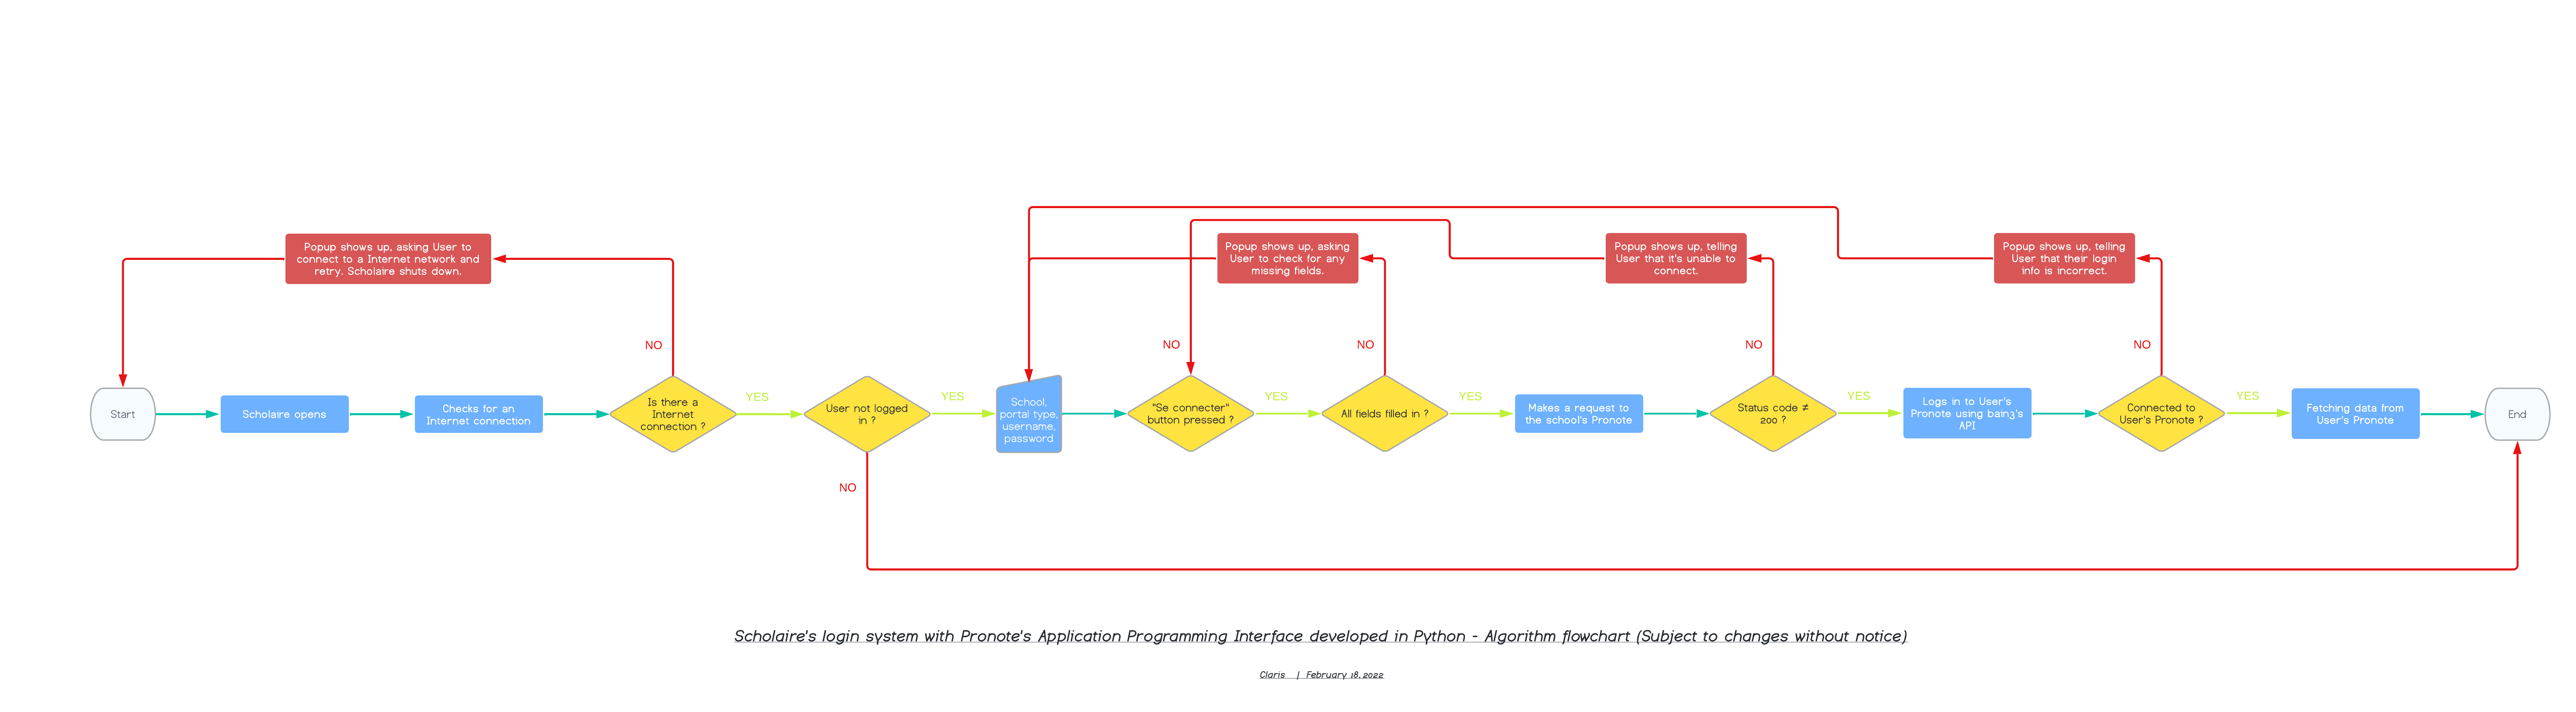 Popup shows up, asking User to
connect to a Internet network and
retry. Scholaire shuts down.
Popup shows up, asking
User to check for any
missing fields.
Popup shows up, telling
User that it's unable to
connect.
Popup shows up, telling
User that their login
info is incorrect.
NO
NO
NO
NO
NO
Start
Scholaire opens
Checks for an
Internet connection
Is there a
Internet
connection ?
YES
User not logged
in ?
YES
School,
portal type,
username,
password
"Se connecter"
button pressed ?
YES
All fields filled in ?
YES
Makes a request to
the school's Pronote
Status code ≠
200 ?
YES
Logs in to User's
Pronote using bain3's
API
Connected to
User's Pronote ?
YES
Fetching data from
User's Pronote
End
NO
Scholaire's login system with Pronote's Application Programming Interface developed in Python - Algorithm flowchart (Subject to changes without notice)
Claris | February 18, 2022